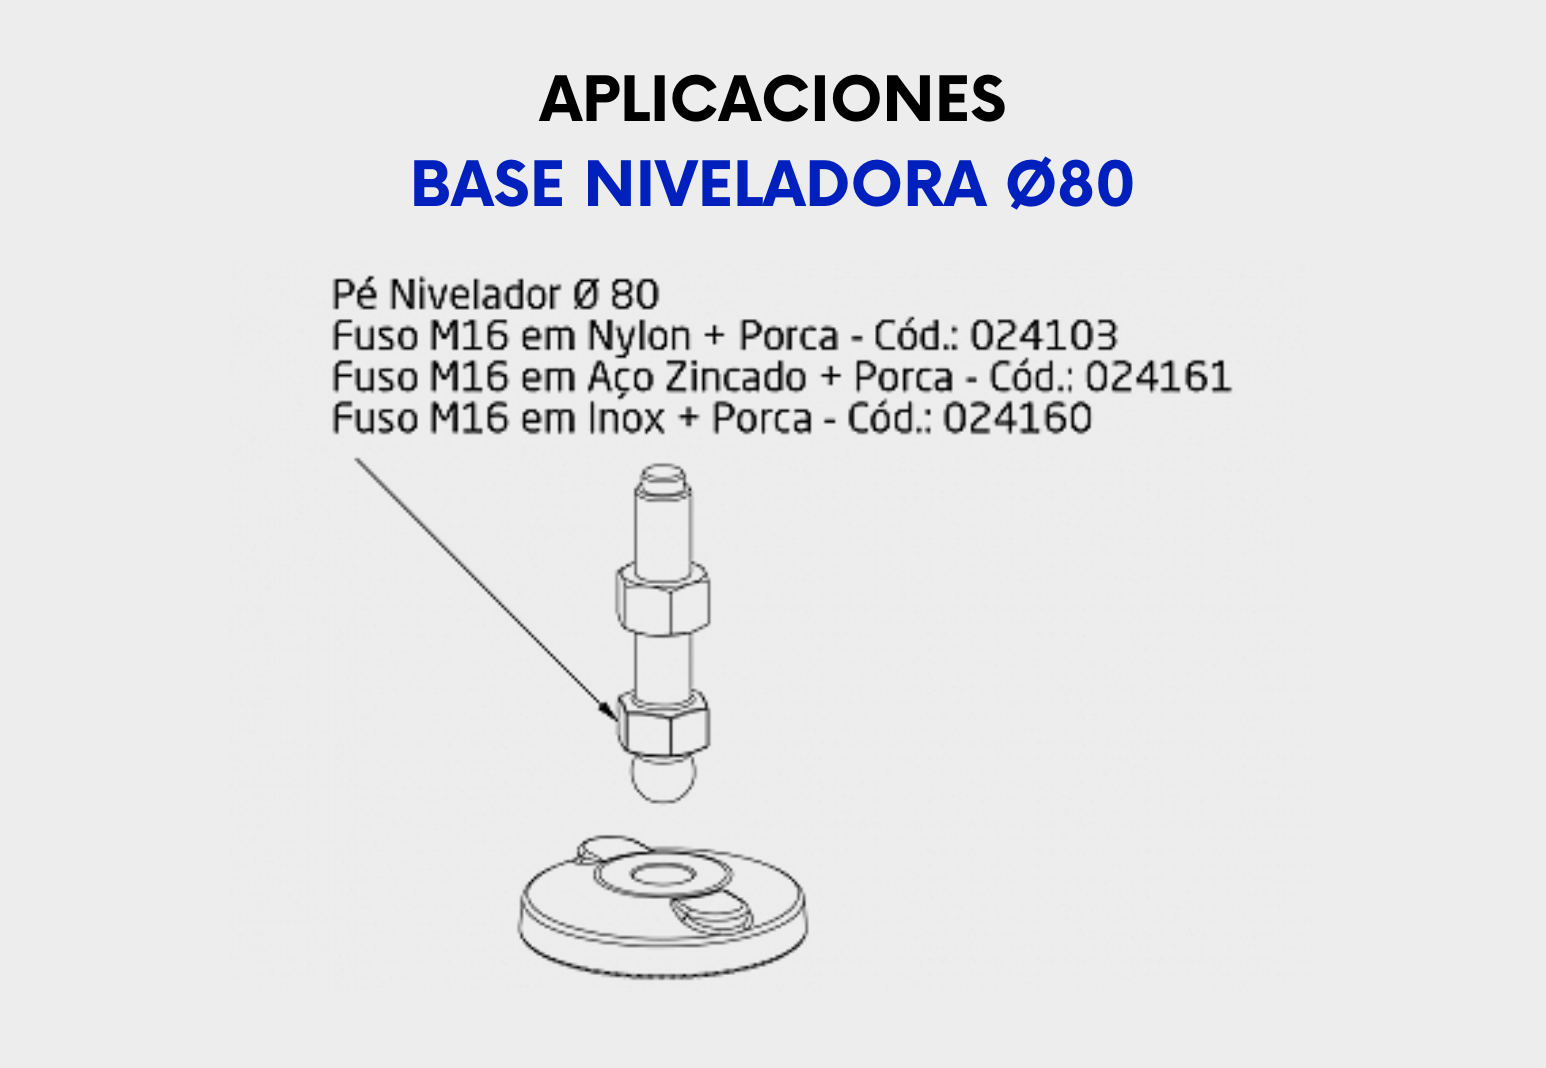 APLICACIONES
BASE NIVELADORA Ø80
Pé Nivelador Ø 80
Fuso M16 em Nylon + Porca - Cód.: 024103
Fuso M16 em Aço Zincado + Porca - Cód.: 024161
Fuso M16 em Inox + Porca - Cód.: 024160